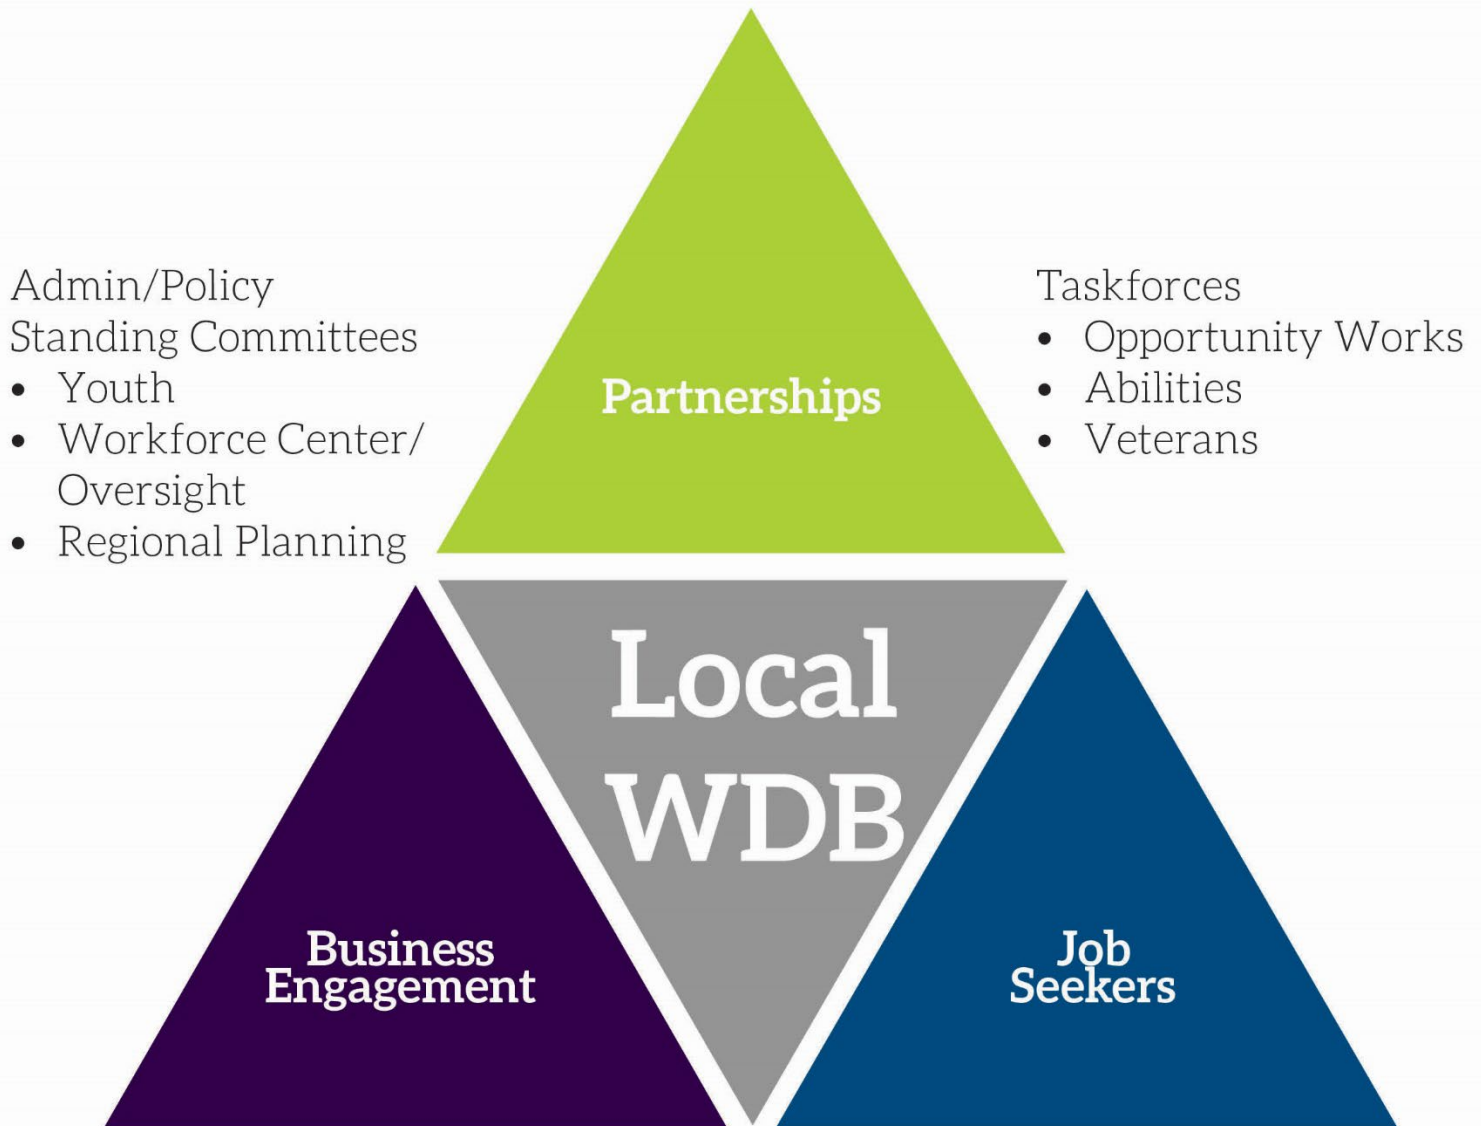 Admin/Policy
Standing Committees
• Youth
• Workforce Center/
Oversight
• Regional Planning
Taskforces
• Opportunity Works
• Abilities
• Veterans
Partnerships
Local
WDB
Business
Engagement
Job
Seekers